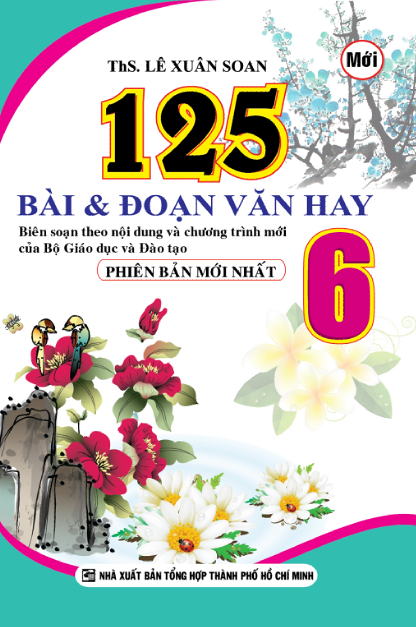 ThS. LÊ XUÂN SOAN
Mới
125
BÀI & ĐOẠN VĂN HAY
Biên soạn theo nội dung và chương trình mới
của Bộ Giáo dục và Đào tạo
PHIÊN BẢN MỚI NHẤT
6
NHÀ XUẤT BẢN TỔNG HỢP THÀNH PHỐ HỒ CHÍ MINH